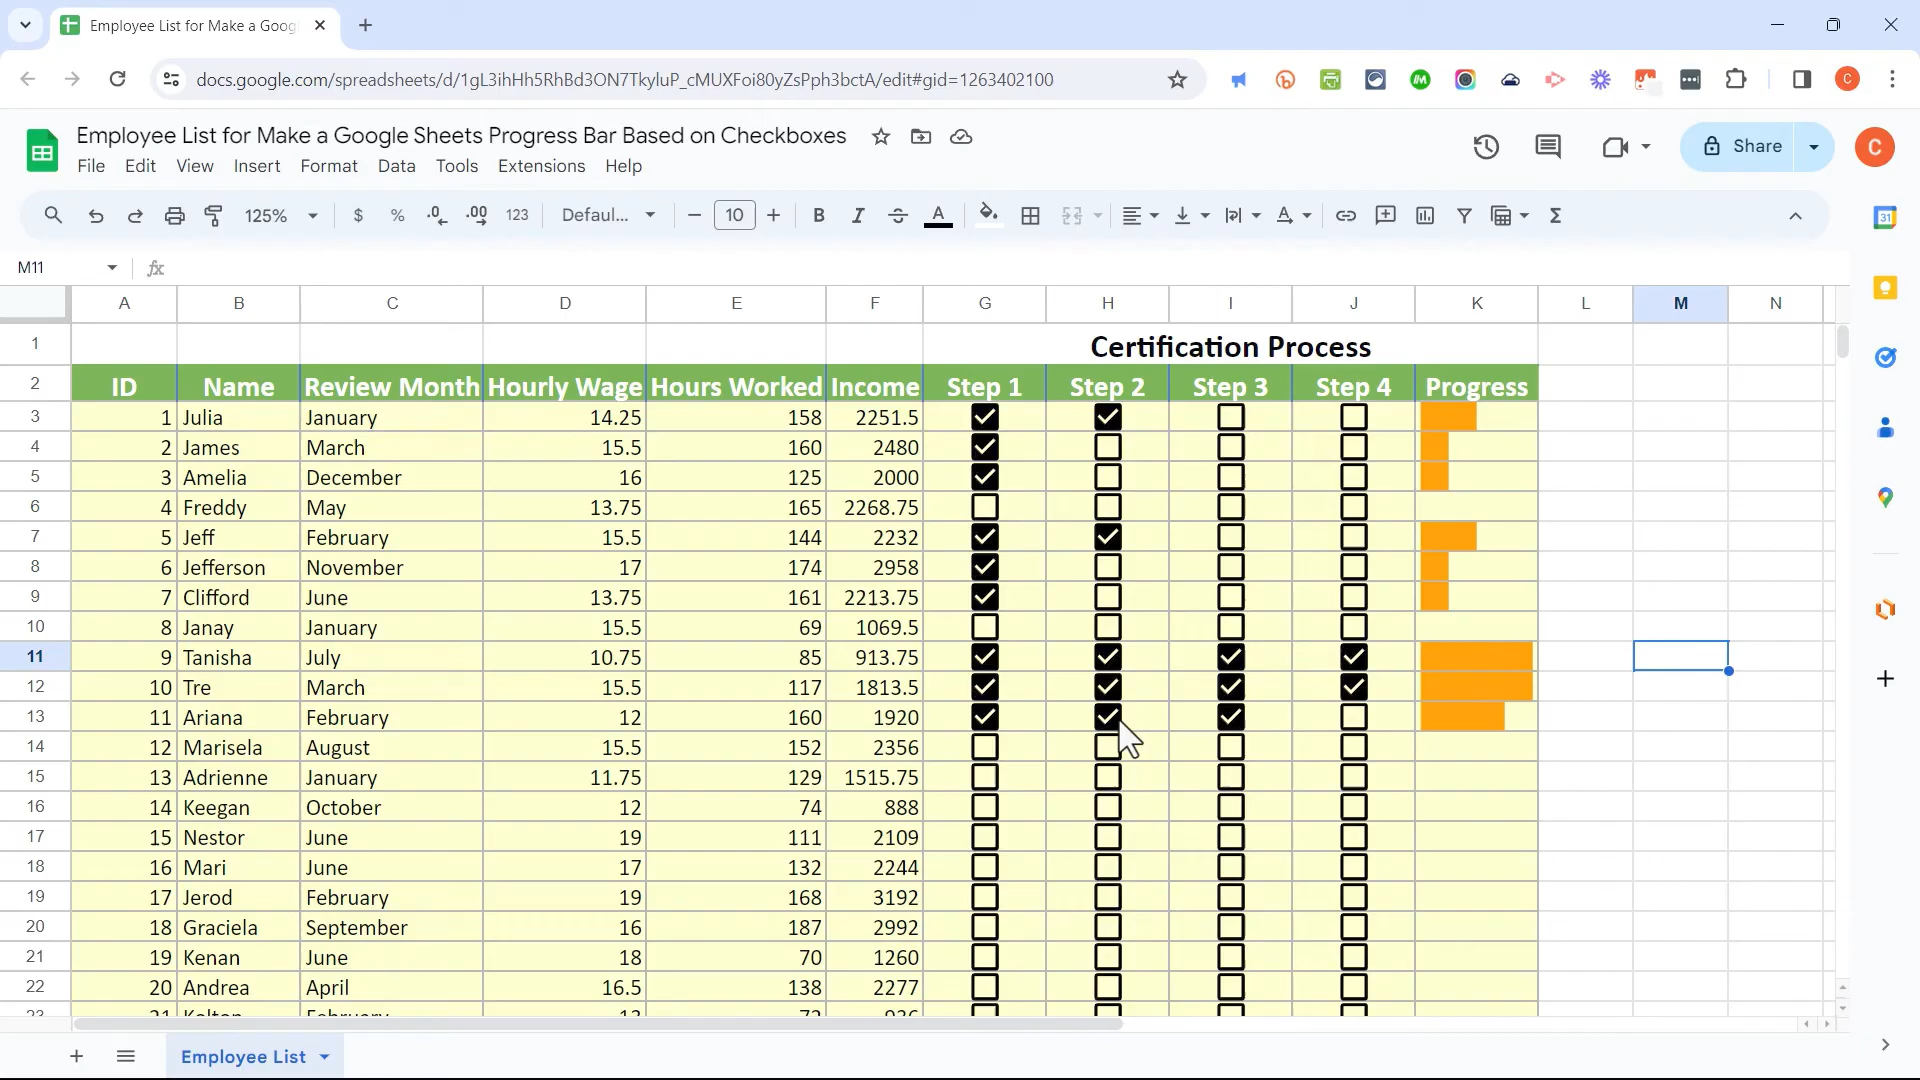 Employee List for Make a Goog
docs.google.com/spreadsheets/d/1gL3ihHh5RhBd3ON7TkyluP_cMUXFoi80yZsPph3bctA/edit#gid=1263402100
C
Employee List for Make a Google Sheets Progress Bar Based on Checkboxes
Share
C
File Edit View Insert Format Data Tools Extensions Help
125% $ % .0 .00 123 Defaul... 10 B I S A A Σ
31
M11 fx
A B C D E F G H I J K L M N
1 Certification Process
2 ID Name Review Month Hourly Wage Hours Worked Income Step 1 Step 2 Step 3 Step 4 Progress
3 1 Julia January 14.25 158 2251.5
4 2 James March 15.5 160 2480
5 3 Amelia December 16 125 2000
6 4 Freddy May 13.75 165 2268.75
7 5 Jeff February 15.5 144 2232
8 6 Jefferson November 17 174 2958
9 7 Clifford June 13.75 161 2213.75
10 8 Janay January 15.5 69 1069.5
11 9 Tanisha July 10.75 85 913.75
12 10 Tre March 15.5 117 1813.5
13 11 Ariana February 12 160 1920
14 12 Marisela August 15.5 152 2356
15 13 Adrienne January 11.75 129 1515.75
16 14 Keegan October 12 74 888
17 15 Nestor June 19 111 2109
18 16 Mari June 17 132 2244
19 17 Jerod February 19 168 3192
20 18 Graciela September 16 187 2992
21 19 Kenan June 18 70 1260
22 20 Andrea April 16.5 138 2277
23 21 Kolton February 13 72 936
Employee List